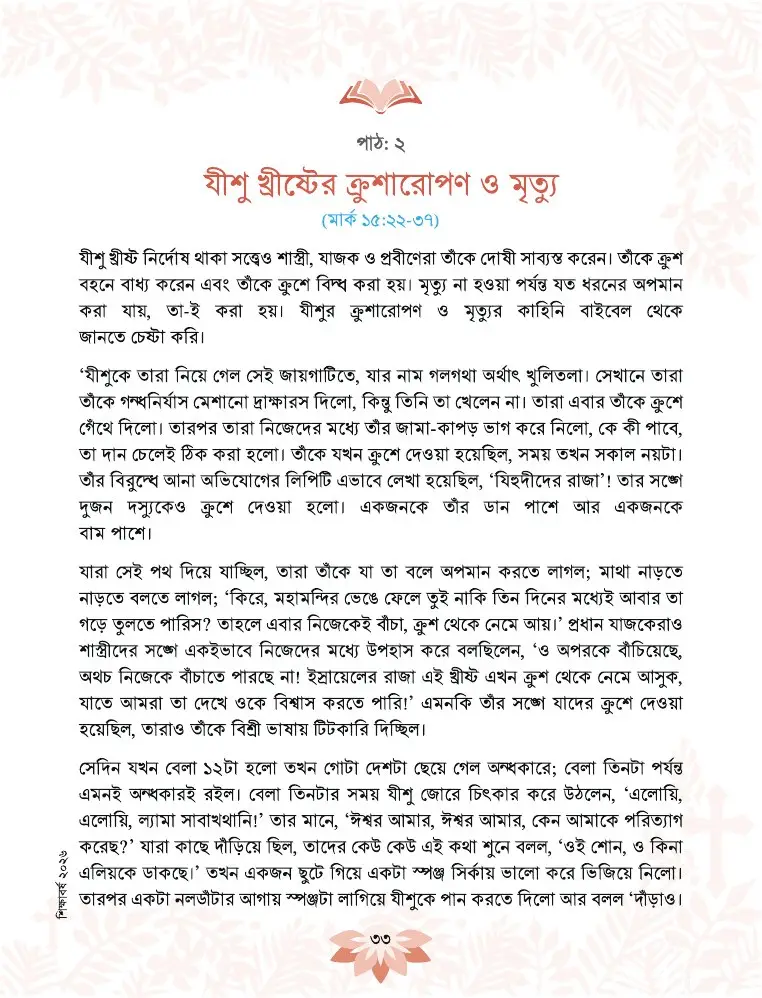 পাঠ: ২
যীশু খ্রীষ্টের ক্রুশারোপণ ও মৃত্যু
(মার্ক ১৫:২২-৩৭)
যীশু খ্রীষ্ট নির্দোষ থাকা সত্ত্বেও শাস্ত্রী, যাজক ও প্রবীণেরা তাঁকে দোষী সাব্যস্ত করেন। তাঁকে ক্রুশ
বহনে বাধ্য করেন এবং তাঁকে ক্রুশে বিদ্ধ করা হয়। মৃত্যু না হওয়া পর্যন্ত যত ধরনের অপমান
করা যায়, তা-ই করা হয়। যীশুর ক্রুশারোপণ ও মৃত্যুর কাহিনি বাইবেল থেকে
জানতে চেষ্টা করি।
‘যীশুকে তারা নিয়ে গেল সেই জায়গাটিতে, যার নাম গলগথা অর্থাৎ খুলিতলা। সেখানে তারা
তাঁকে গন্ধনির্যাস মেশানো দ্রাক্ষারস দিলো, কিন্তু তিনি তা খেলেন না। তারা এবার তাঁকে ক্রুশে
গেঁথে দিলো। তারপর তারা নিজেদের মধ্যে তাঁর জামা-কাপড় ভাগ করে নিলো, কে কী পাবে,
তা দান চেলেই ঠিক করা হলো। তাঁকে যখন ক্রুশে দেওয়া হয়েছিল, সময় তখন সকাল নয়টা।
তাঁর বিরুদ্ধে আনা অভিযোগের লিপিটি এভাবে লেখা হয়েছিল, ‘যিহুদীদের রাজা’! তার সঙ্গে
দুজন দস্যুকেও ক্রুশে দেওয়া হলো। একজনকে তাঁর ডান পাশে আর একজনকে
বাম পাশে।
যারা সেই পথ দিয়ে যাচ্ছিল, তারা তাঁকে যা তা বলে অপমান করতে লাগল; মাথা নাড়তে
নাড়তে বলতে লাগল; ‘কিরে, মহামন্দির ভেঙে ফেলে তুই নাকি তিন দিনের মধ্যেই আবার তা
গড়ে তুলতে পারিস? তাহলে এবার নিজেকেই বাঁচা, ক্রুশ থেকে নেমে আয়।’ প্রধান যাজকেরাও
শাস্ত্রীদের সঙ্গে একইভাবে নিজেদের মধ্যে উপহাস করে বলছিলেন, ‘ও অপরকে বাঁচিয়েছে,
অথচ নিজেকে বাঁচাতে পারছে না! ইস্রায়েলের রাজা এই খ্রীষ্ট এখন ক্রুশ থেকে নেমে আসুক,
যাতে আমরা তা দেখে ওকে বিশ্বাস করতে পারি!’ এমনকি তাঁর সঙ্গে যাদের ক্রুশে দেওয়া
হয়েছিল, তারাও তাঁকে বিশ্রী ভাষায় টিটকারি দিচ্ছিল।
সেদিন যখন বেলা ১২টা হলো তখন গোটা দেশটা ছেয়ে গেল অন্ধকারে; বেলা তিনটা পর্যন্ত
এমনই অন্ধকারই রইল। বেলা তিনটার সময় যীশু জোরে চিৎকার করে উঠলেন, ‘এলোয়ি,
এলোয়ি, ল্যামা সাবাখথানি!’ তার মানে, ‘ঈশ্বর আমার, ঈশ্বর আমার, কেন আমাকে পরিত্যাগ
করেছ?’ যারা কাছে দাঁড়িয়ে ছিল, তাদের কেউ কেউ এই কথা শুনে বলল, ‘ওই শোন, ও কিনা
এলিয়কে ডাকছে।’ তখন একজন ছুটে গিয়ে একটা স্পঞ্জ সির্কায় ভালো করে ভিজিয়ে নিলো।
তারপর একটা নলডাঁটার আগায় স্পঞ্জটা লাগিয়ে যীশুকে পান করতে দিলো আর বলল ‘দাঁড়াও।
শিক্ষাবর্ষ ২০২৬
৩৩